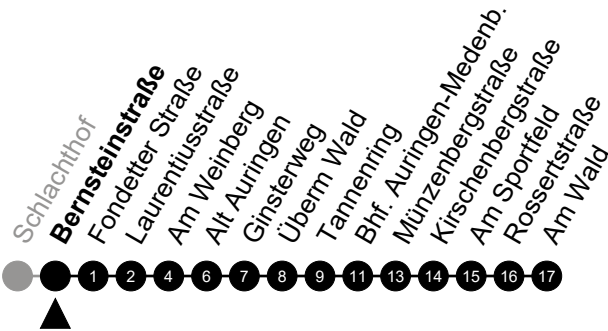 Schlachthof
Bernsteinstraße
Fondetter Straße
Laurentiusstraße
Am Weinberg
Alt Auringen
Ginsterweg
Überm Wald
Tannenring
Bhf. Auringen-Medenb.
Münzenbergstraße
Kirschenbergstraße
Am Sportfeld
Rossertstraße
Am Wald
1 2 4 6 7 8 9 11 13 14 15 16 17